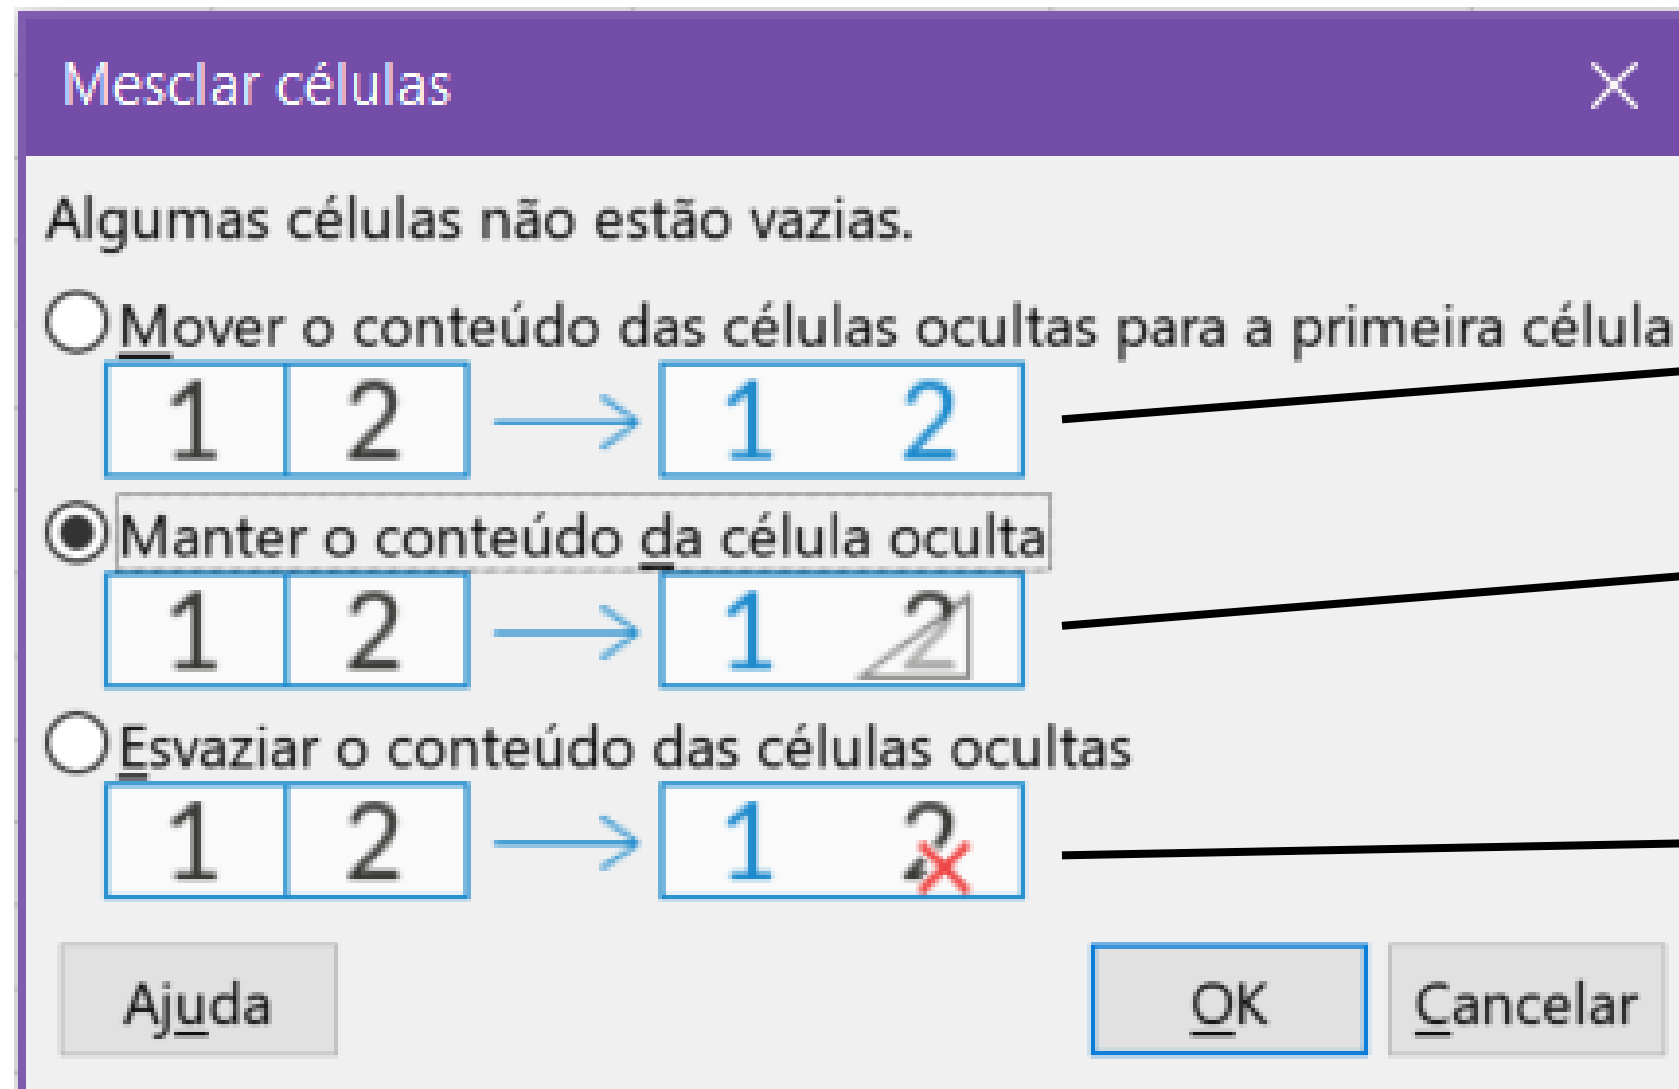 Mesclar células
Algumas células não estão vazias.
Mover o conteúdo das células ocultas para a primeira célula
1 2 1 2
Manter o conteúdo da célula oculta
1 2 1 2
Esvaziar o conteúdo das células ocultas
1 2 1 2
Ajuda OK Cancelar